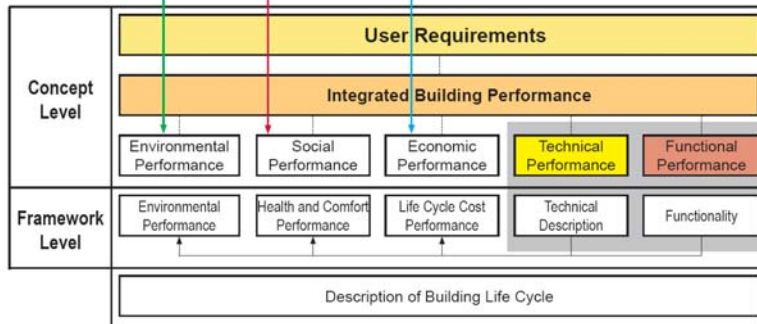 User Requirements
Concept
Level
Integrated Building Performance
Environmental
Performance
Social
Performance
Economic
Performance
Technical
Performance
Functional
Performance
Framework
Level
Environmental
Performance
Health and Comfort
Performance
Life Cycle Cost
Performance
Technical
Description
Functionality
Description of Building Life Cycle